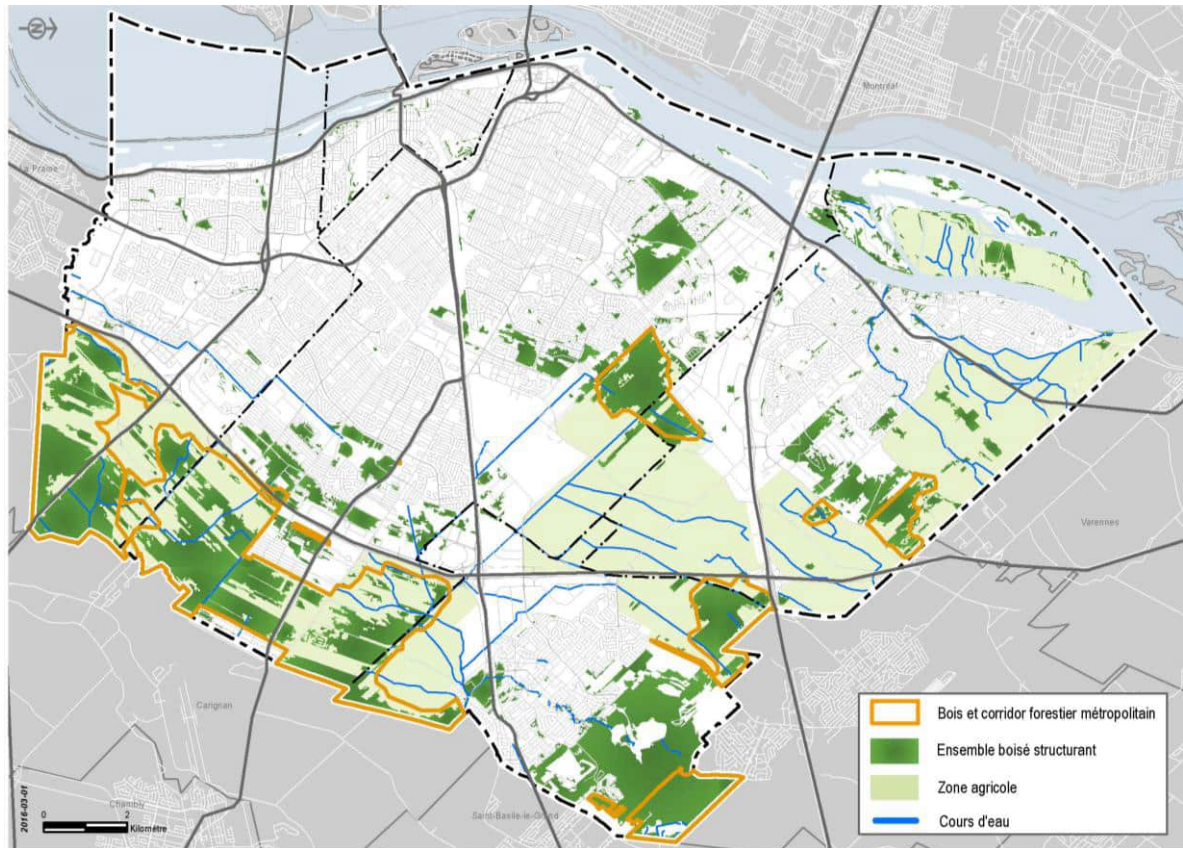 N
Montréal
La Prairie
Varennes
Carignan
Chambly
Saint-Basile-le-Grand
2016-03-01
0 2
Kilomètre
Bois et corridor forestier métropolitain
Ensemble boisé structurant
Zone agricole
Cours d'eau